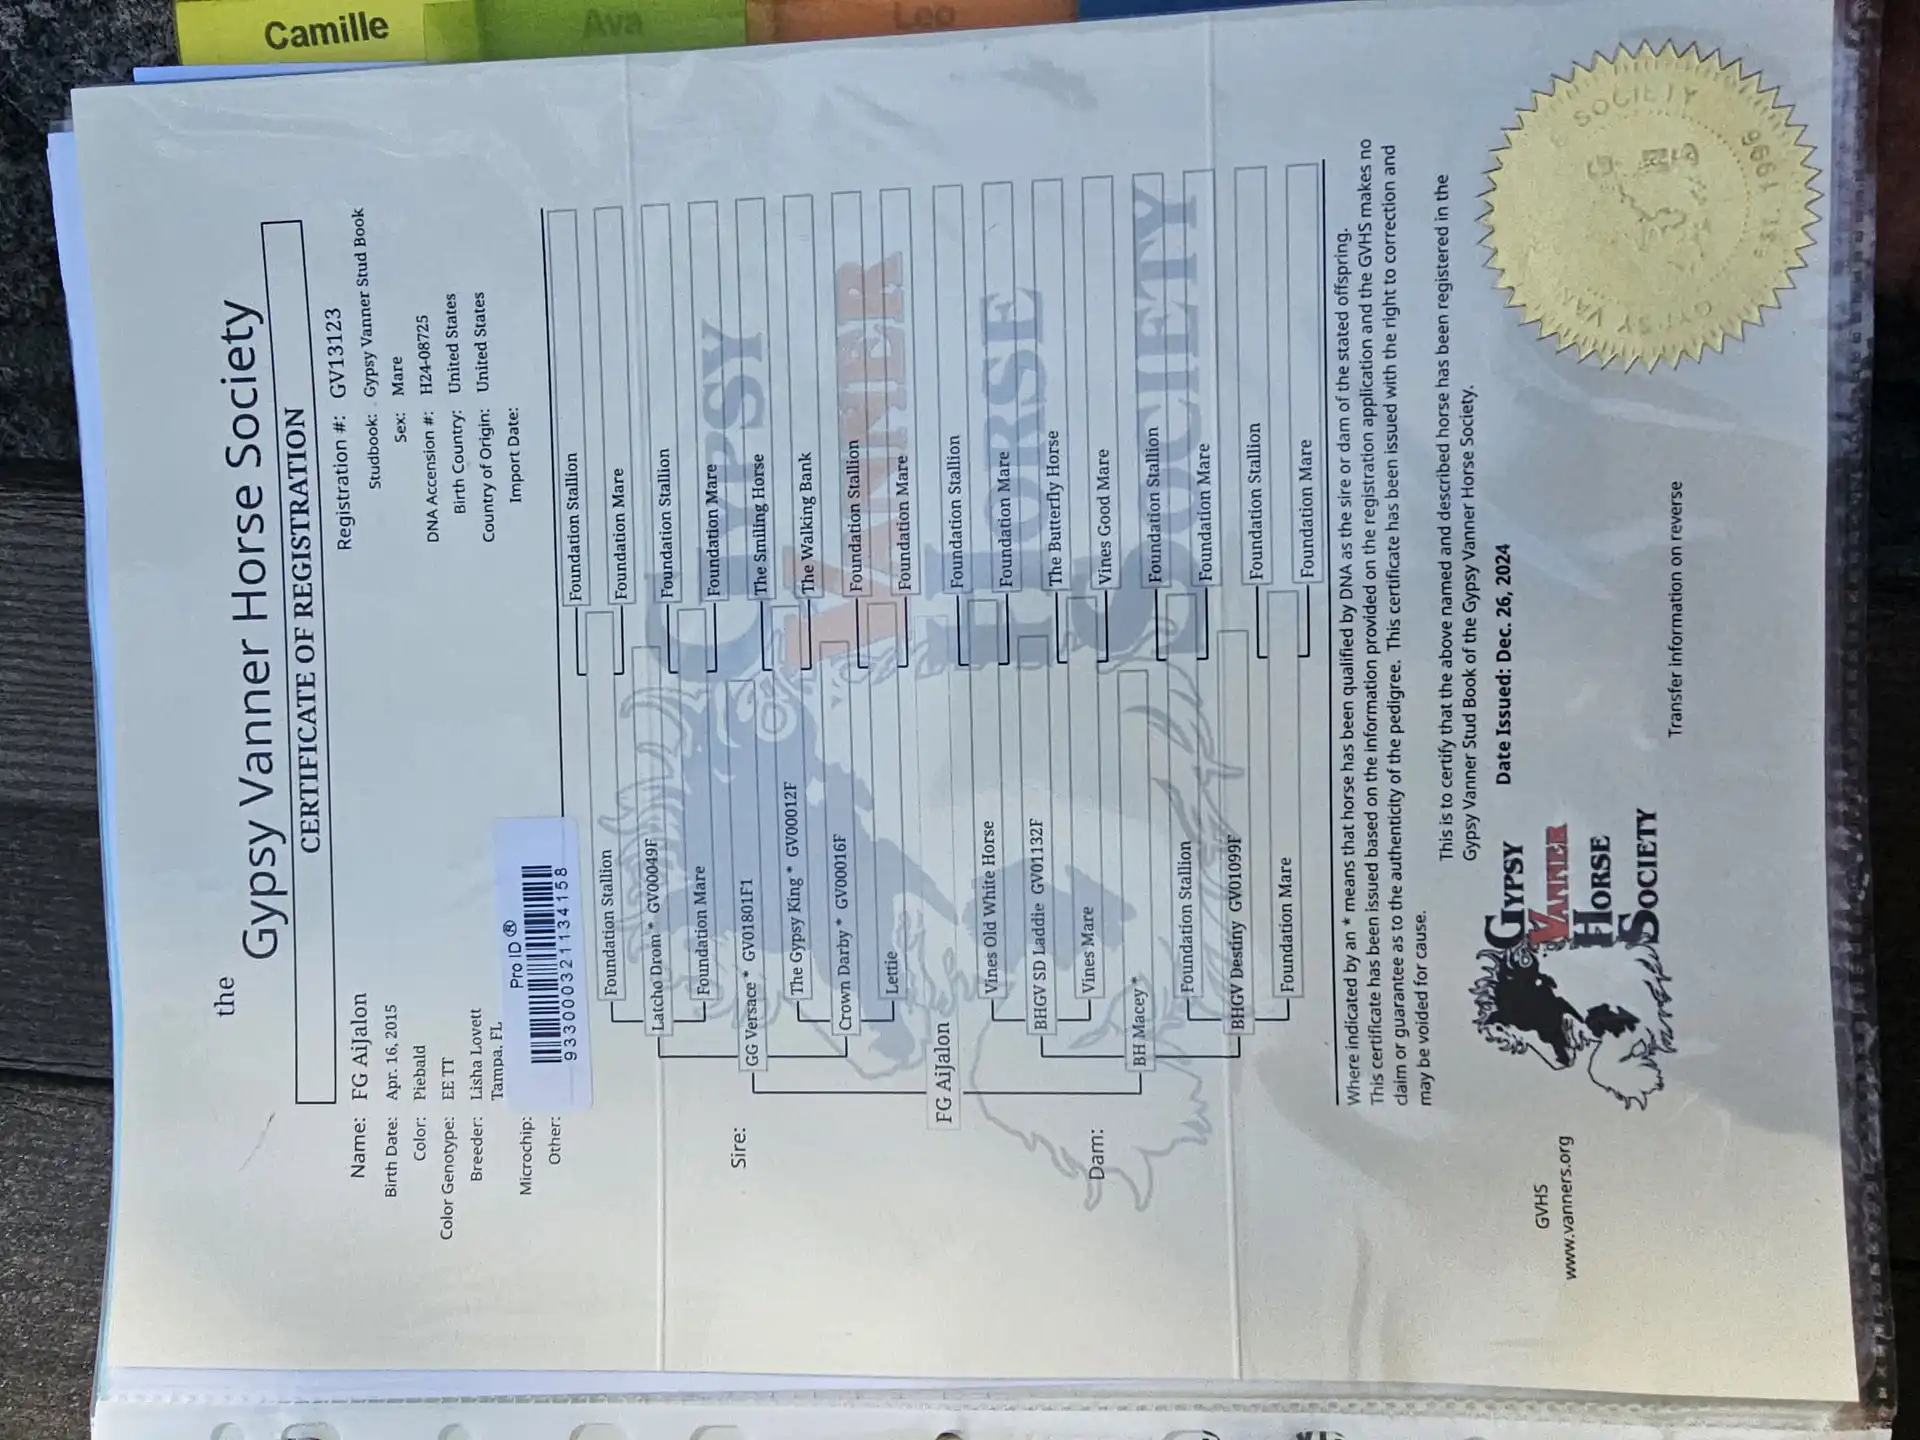 Camille
Ava
Leo
the
Gypsy Vanner Horse Society
CERTIFICATE OF REGISTRATION
Name: FG AiJalon
Birth Date: Apr. 16, 2015
Color: Piebald
Color Genotype: EE TT
Breeder: Lisha Lovett
Tampa, FL
Microchip:
Other:
Pro ID®
933000321134158
Registration #: GV13123
Studbook: Gypsy Vanner Stud Book
Sex: Mare
DNA Accension #: H24-08725
Birth Country: United States
Country of Origin: United States
Import Date:
Foundation Stallion
Foundation Stallion
Foundation Mare
Latcho Drom * GV00049F
Foundation Stallion
Foundation Mare
Foundation Mare
Sire: GG Versace * GV01801F1
The Smiling Horse
The Gypsy King * GV00012F
The Walking Bank
Crown Darby * GV00016F
Foundation Stallion
Lettie
Foundation Mare
FG AiJalon
Foundation Stallion
Vines Old White Horse
Foundation Mare
BHGV SD Laddie GV01132F
The Butterfly Horse
Vines Mare
Vines Good Mare
Dam: BH Macey *
Foundation Stallion
Foundation Stallion
Foundation Mare
BHGV Destiny GV01099F
Foundation Stallion
Foundation Mare
Foundation Mare
GYPSY
VANNER
HORSE
SOCIETY
Where indicated by an * means that horse has been qualified by DNA as the sire or dam of the stated offspring.
This certificate has been issued based on the information provided on the registration application and the GVHS makes no
claim or guarantee as to the authenticity of the pedigree. This certificate has been issued with the right to correction and
may be voided for cause.
This is to certify that the above named and described horse has been registered in the
Gypsy Vanner Stud Book of the Gypsy Vanner Horse Society.
Date Issued: Dec. 26, 2024
GVHS
www.vanners.org
GYPSY
VANNER
HORSE
SOCIETY
Transfer information on reverse
SOCIETY
EST. 1996
GYPSY VAN